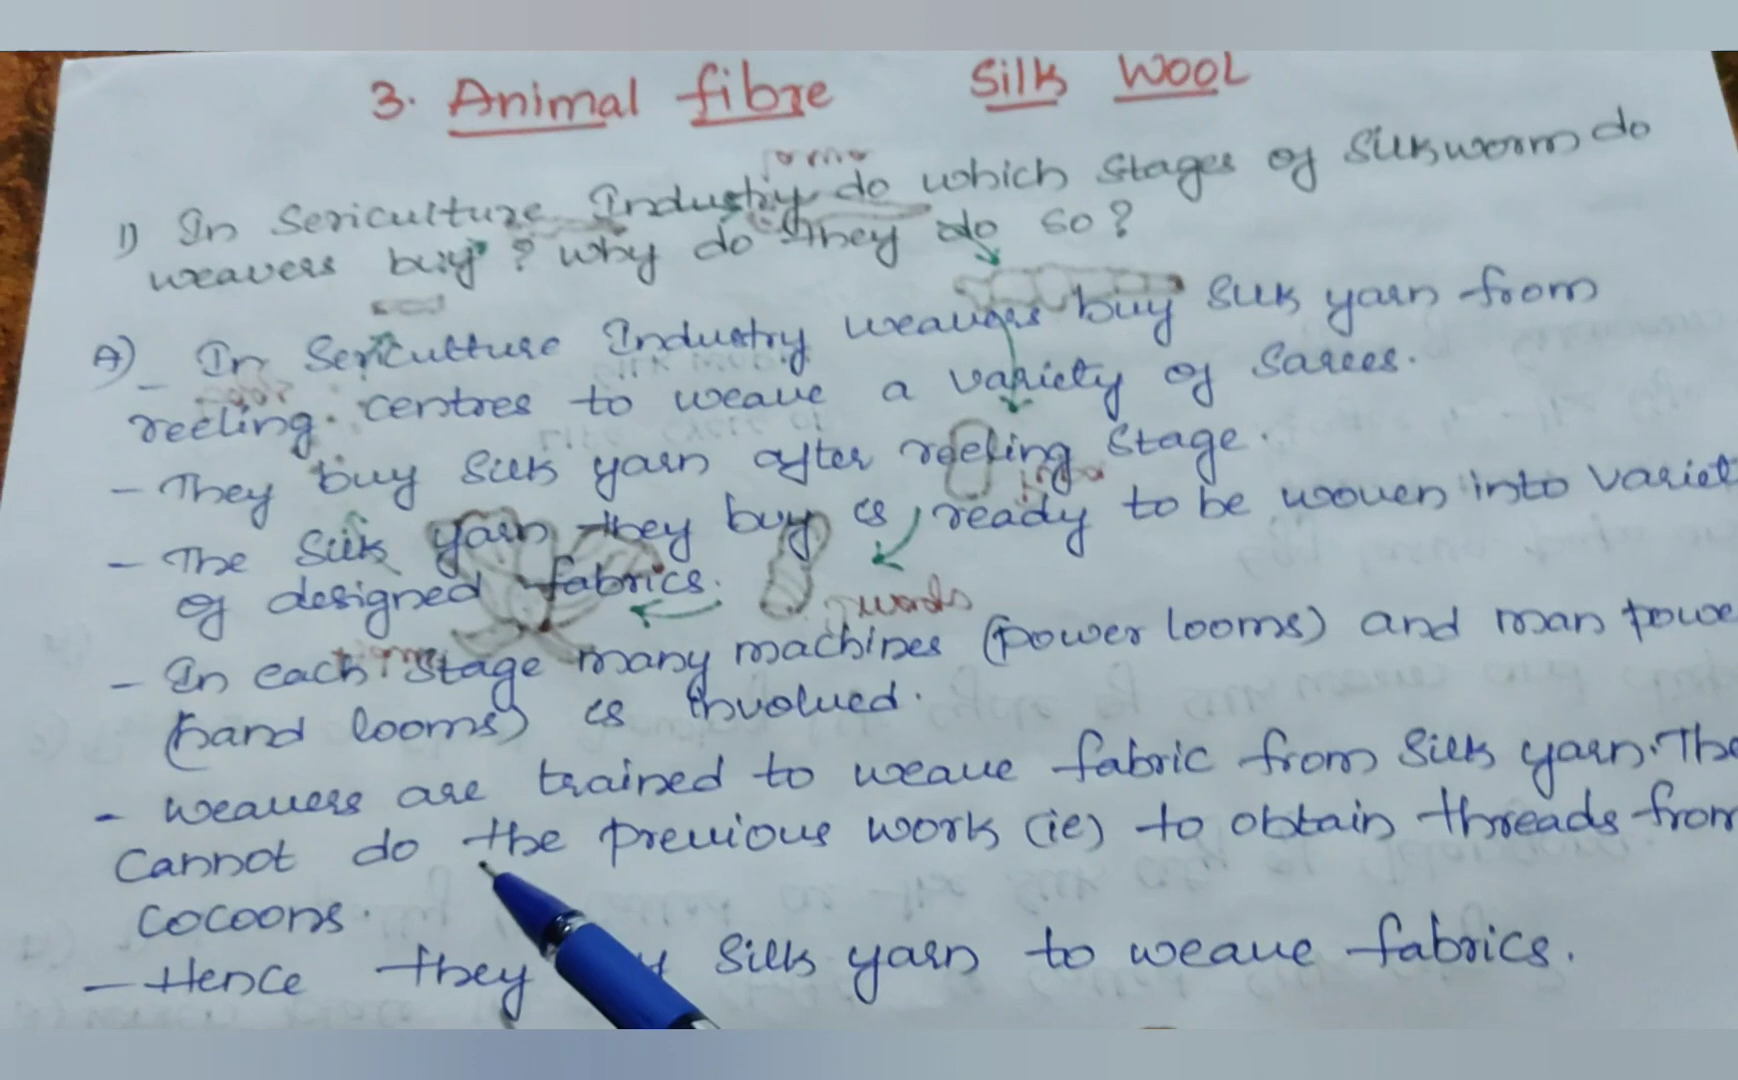 3. Animal fibre Silk Wool
1) In Sericulture Industry do which stages of Silkworm do
weavers buy? why do they do so?
A) - In Sericulture Industry weavers buy silk yarn from
reeling centres to weave a variety of Sarees.
- They buy silk yarn after reeling stage.
- The silk yarn they buy is, ready to be woven into variet
of designed fabrics.
- In each stage many machines (power looms) and man powe
(hand looms) is involved.
- weavers are trained to weave fabric from silk yarn. The
cannot do the previous work (ie) to obtain threads from
cocoons.
- Hence they silk yarn to weave fabrics.